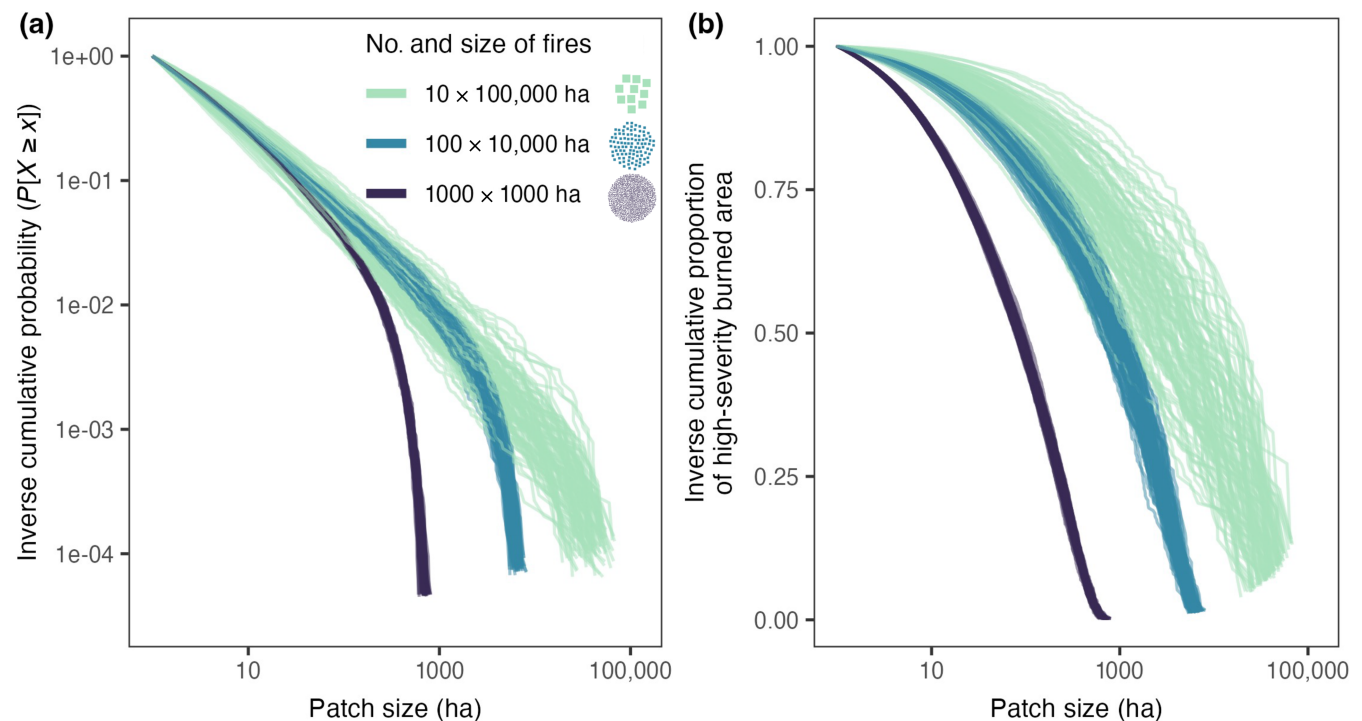 (a)
Inverse cumulative probability (P[X ≥ x])
1e+00
1e-01
1e-02
1e-03
1e-04
No. and size of fires
10 × 100,000 ha
100 × 10,000 ha
1000 × 1000 ha
10
1000
100,000
Patch size (ha)
(b)
Inverse cumulative proportion
of high-severity burned area
1.00
0.75
0.50
0.25
0.00
10
1000
100,000
Patch size (ha)